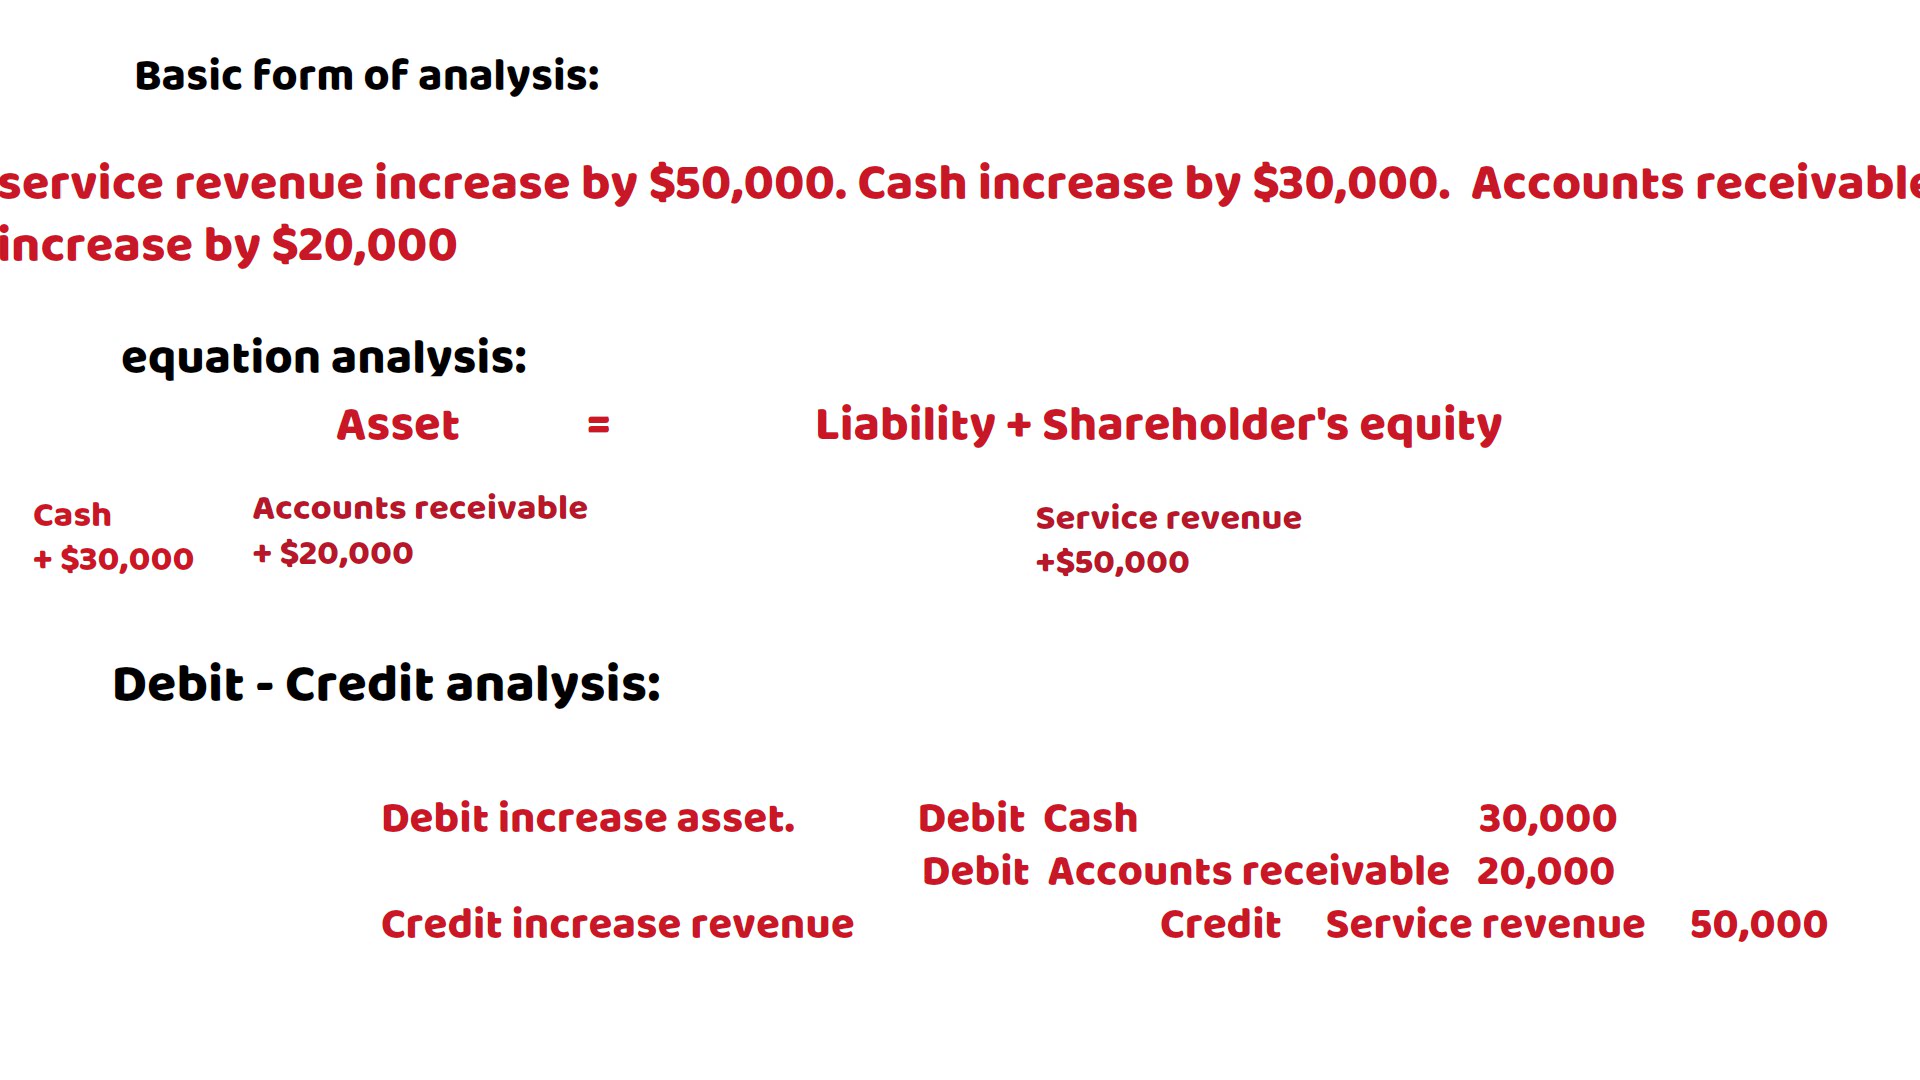 Basic form of analysis:
service revenue increase by $50,000. Cash increase by $30,000. Accounts receivable
increase by $20,000
equation analysis:
Asset = Liability + Shareholder's equity
Cash Accounts receivable Service revenue
+ $30,000 + $20,000 +$50,000
Debit - Credit analysis:
Debit increase asset. Debit Cash 30,000
Debit Accounts receivable 20,000
Credit increase revenue Credit Service revenue 50,000